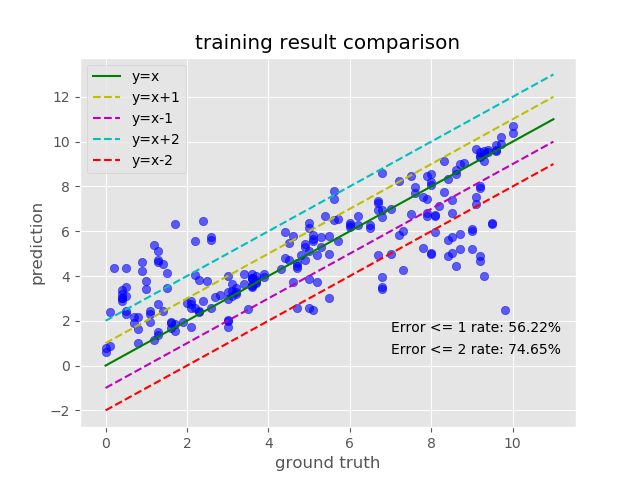 training result comparison
y=x
y=x+1
y=x-1
y=x+2
y=x-2
12
10
8
6
4
2
0
−2
prediction
Error <= 1 rate: 56.22%
Error <= 2 rate: 74.65%
0 2 4 6 8 10
ground truth